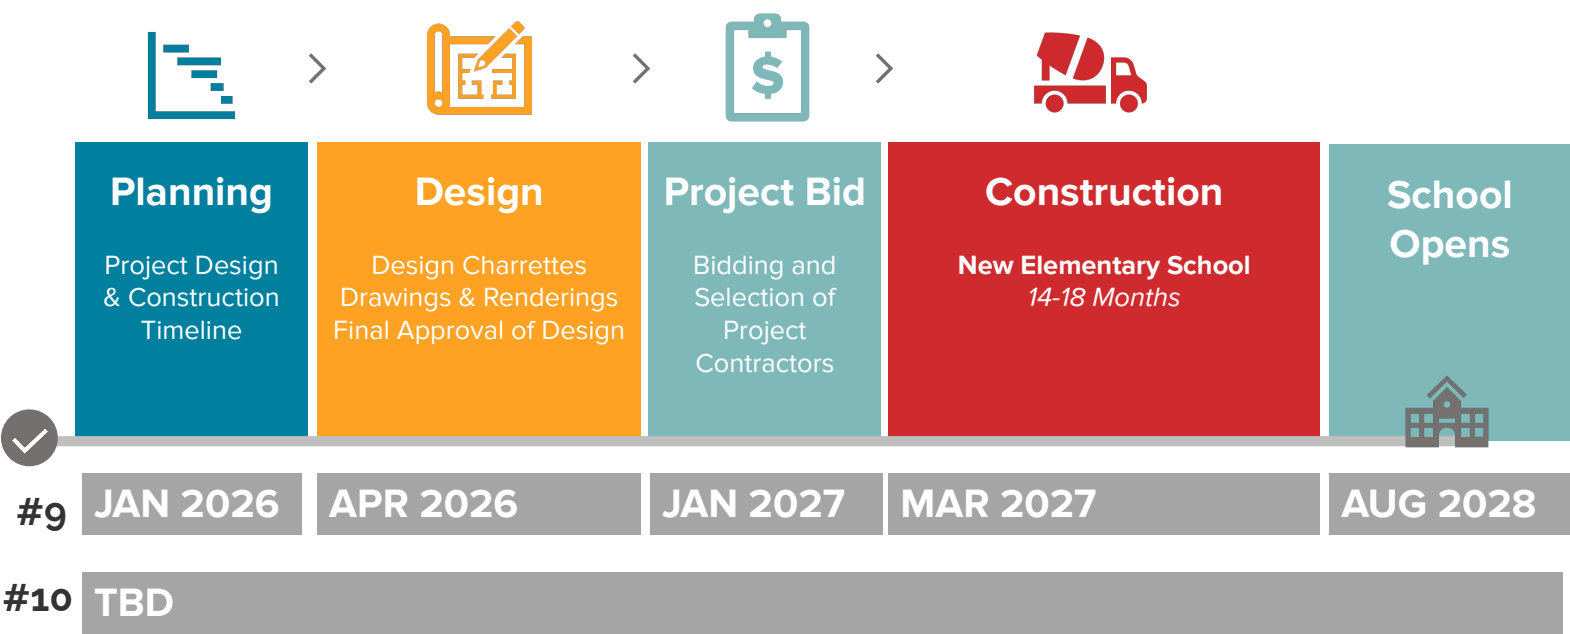 $
Planning
Project Design
& Construction
Timeline
Design
Design Charrettes
Drawings & Renderings
Final Approval of Design
Project Bid
Bidding and
Selection of
Project
Contractors
Construction
New Elementary School
14-18 Months
School
Opens
#9 JAN 2026 APR 2026 JAN 2027 MAR 2027 AUG 2028
#10 TBD